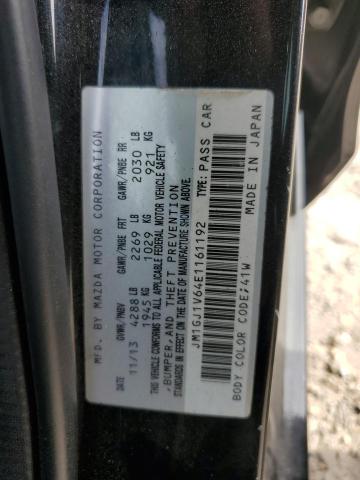 MFD. BY MAZDA MOTOR CORPORATION
DATE GVWR/PNBV GAWR/PNBE FRT GAWR/PNBE RR
11/13 4288 LB 2269 LB 2030 LB
1945 KG 1029 KG 921 KG
THIS VEHICLE CONFORMS TO ALL APPLICABLE FEDERAL MOTOR VEHICLE SAFETY
, BUMPER, AND THEFT PREVENTION
STANDARDS IN EFFECT ON THE DATE OF MANUFACTURE SHOWN ABOVE.
JM1GJ1V64E1161192 TYPE: PASS CAR
BODY COLOR CODE:41W MADE IN JAPAN